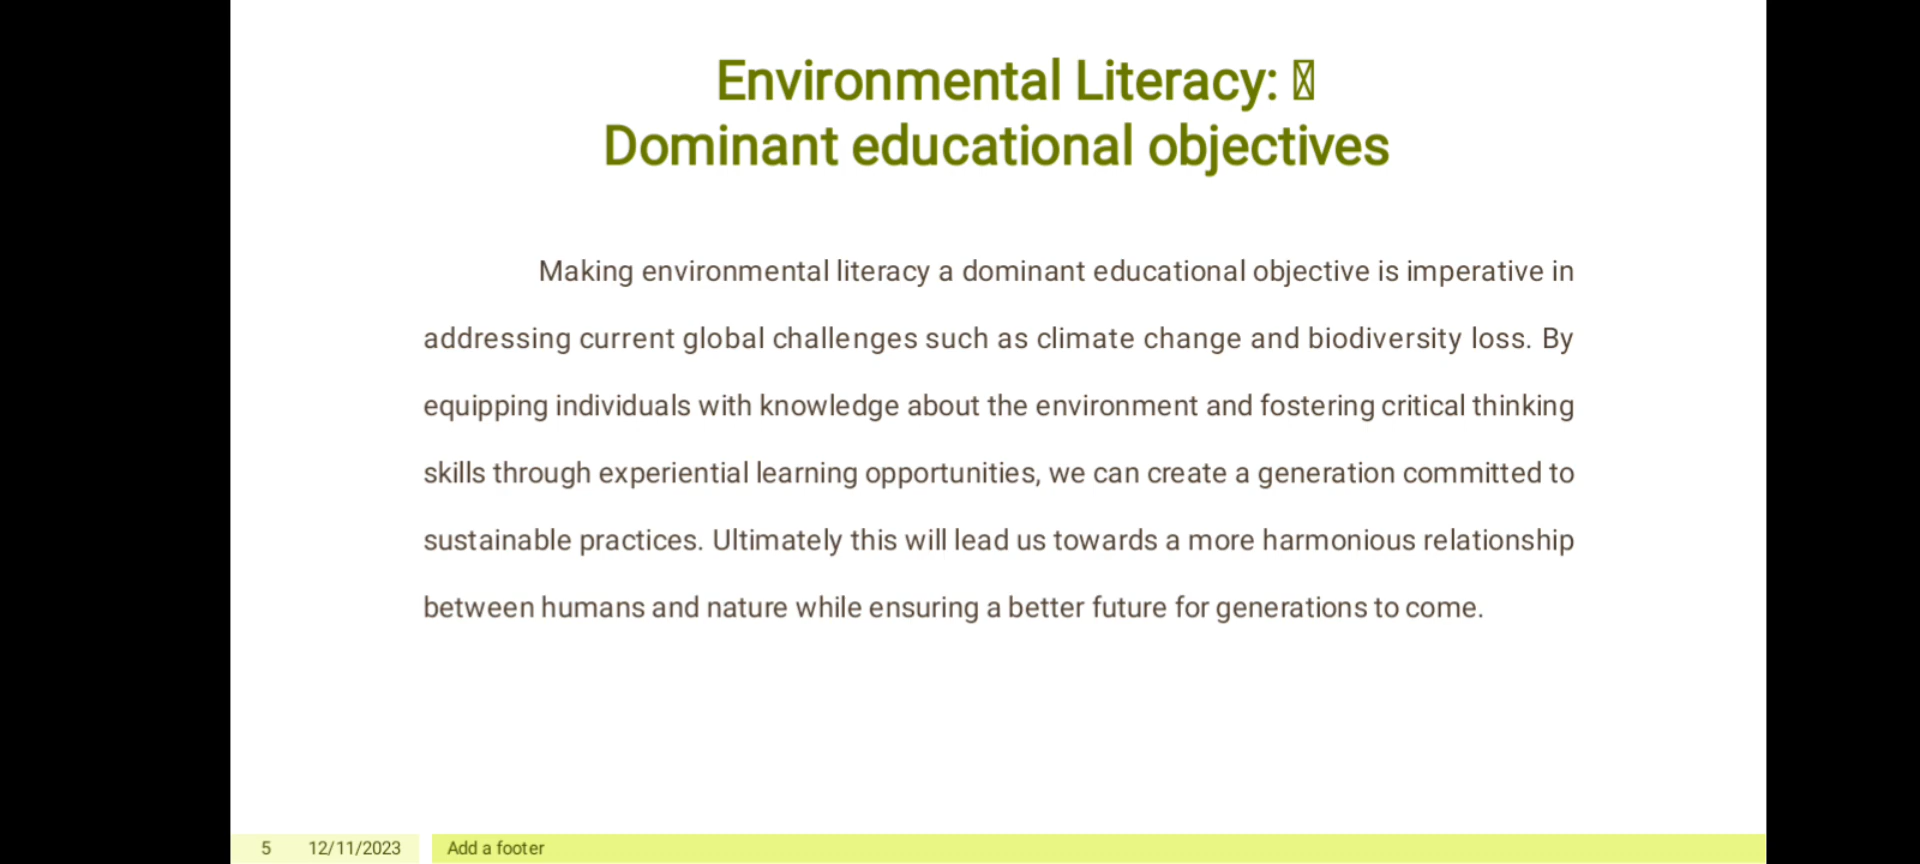 Environmental Literacy:
Dominant educational objectives
Making environmental literacy a dominant educational objective is imperative in
addressing current global challenges such as climate change and biodiversity loss. By
equipping individuals with knowledge about the environment and fostering critical thinking
skills through experiential learning opportunities, we can create a generation committed to
sustainable practices. Ultimately this will lead us towards a more harmonious relationship
between humans and nature while ensuring a better future for generations to come.
5 12/11/2023 Add a footer